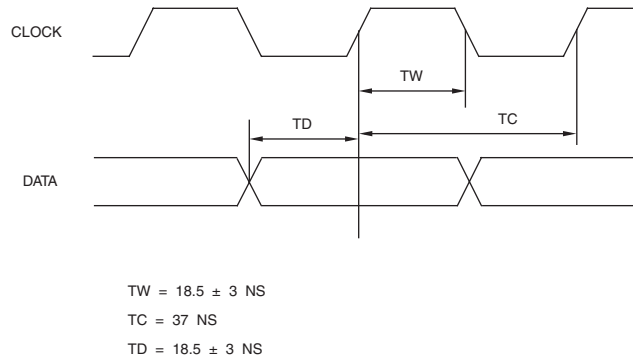 CLOCK
TW
TC
TD
DATA
TW = 18.5 ± 3 NS
TC = 37 NS
TD = 18.5 ± 3 NS